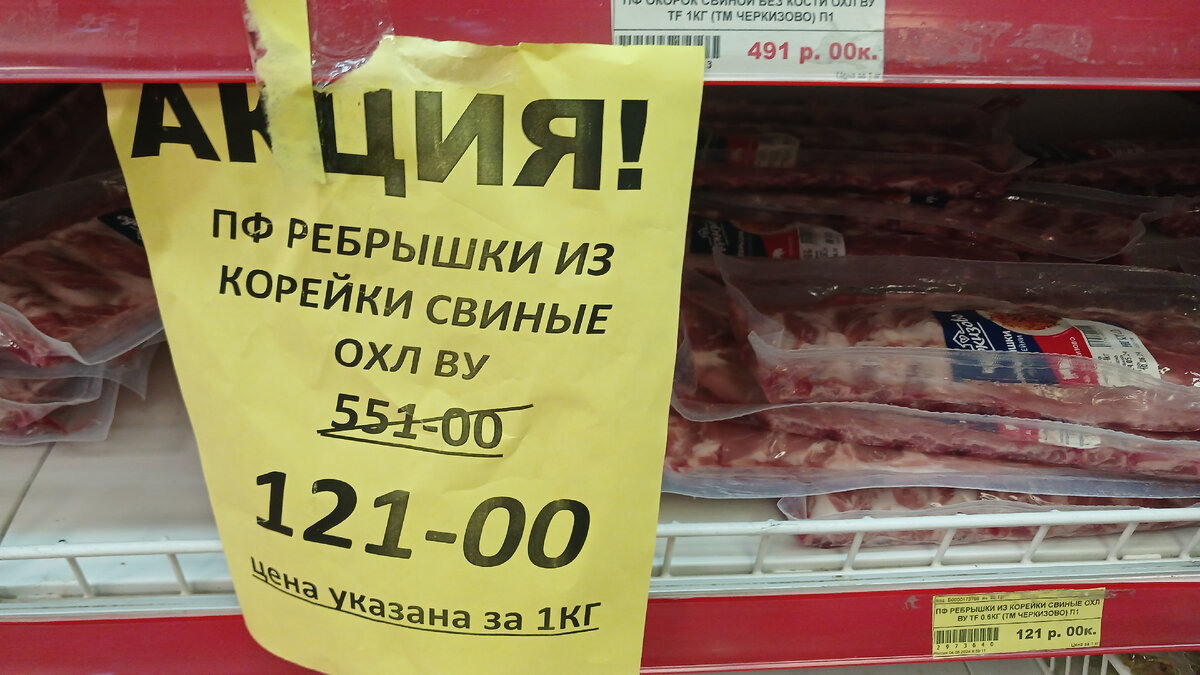 ПФ ОКОРОК СВИНОЙ БЕЗ КОСТИ ОХЛ ВУ
TF 1КГ (ТМ ЧЕРКИЗОВО) П1
491 р. 00к.
АКЦИЯ!
ПФ РЕБРЫШКИ ИЗ
КОРЕЙКИ СВИНЫЕ
ОХЛ ВУ
551-00
121-00
цена указана за 1КГ
ПФ РЕБРЫШКИ ИЗ КОРЕЙКИ СВИНЫЕ ОХЛ
ВУ TF 0.6КГ (ТМ ЧЕРКИЗОВО) П1
121 р. 00к.
2973640